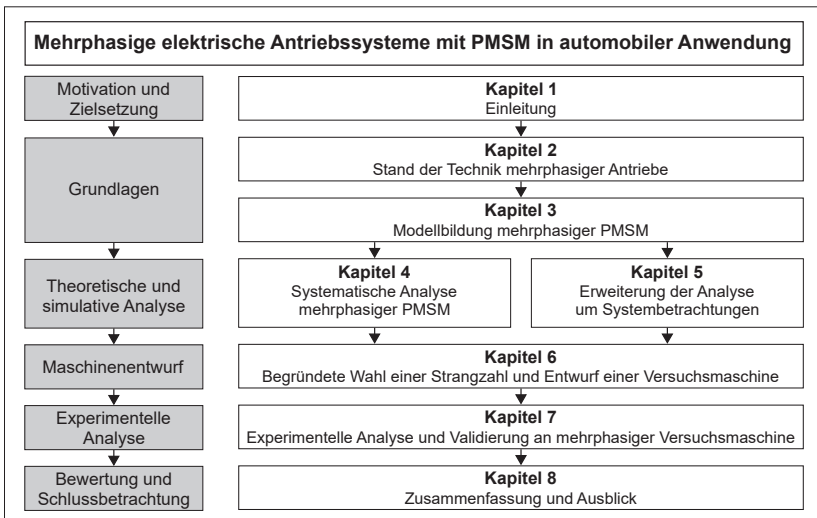 Mehrphasige elektrische Antriebssysteme mit PMSM in automobiler Anwendung
Motivation und
Zielsetzung
Kapitel 1
Einleitung
Grundlagen
Kapitel 2
Stand der Technik mehrphasiger Antriebe
Kapitel 3
Modellbildung mehrphasiger PMSM
Theoretische und
simulative Analyse
Kapitel 4
Systematische Analyse
mehrphasiger PMSM
Kapitel 5
Erweiterung der Analyse
um Systembetrachtungen
Maschinenentwurf
Kapitel 6
Begründete Wahl einer Strangzahl und Entwurf einer Versuchsmaschine
Experimentelle
Analyse
Kapitel 7
Experimentelle Analyse und Validierung an mehrphasiger Versuchsmaschine
Bewertung und
Schlussbetrachtung
Kapitel 8
Zusammenfassung und Ausblick